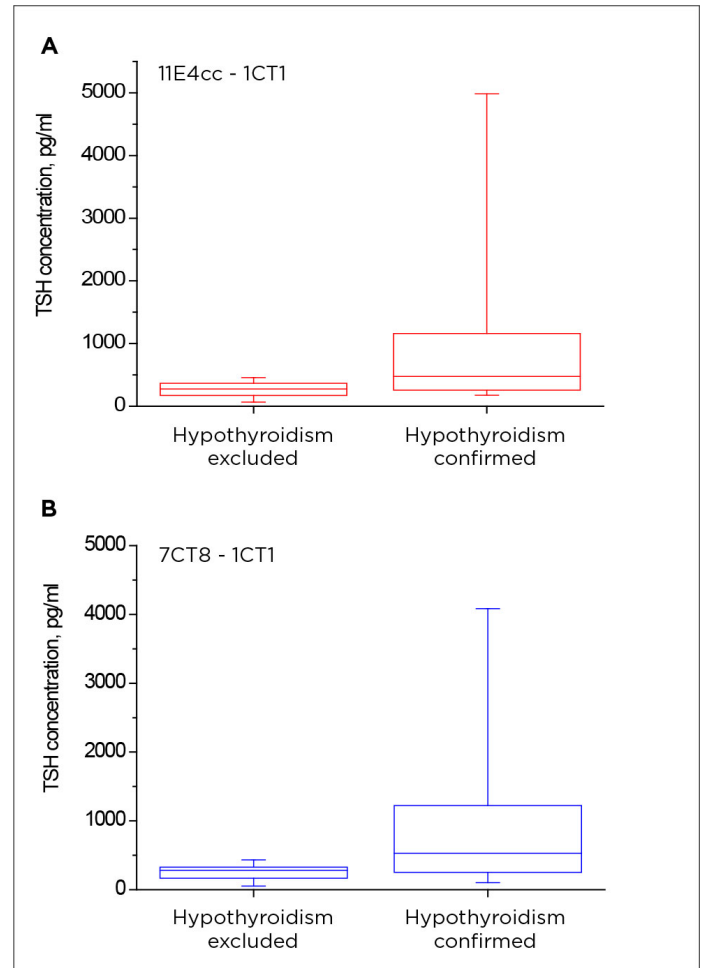 A
11E4cc - 1CT1
TSH concentration, pg/ml
5000
4000
3000
2000
1000
0
Hypothyroidism
excluded
Hypothyroidism
confirmed
B
7CT8 - 1CT1
TSH concentration, pg/ml
5000
4000
3000
2000
1000
0
Hypothyroidism
excluded
Hypothyroidism
confirmed